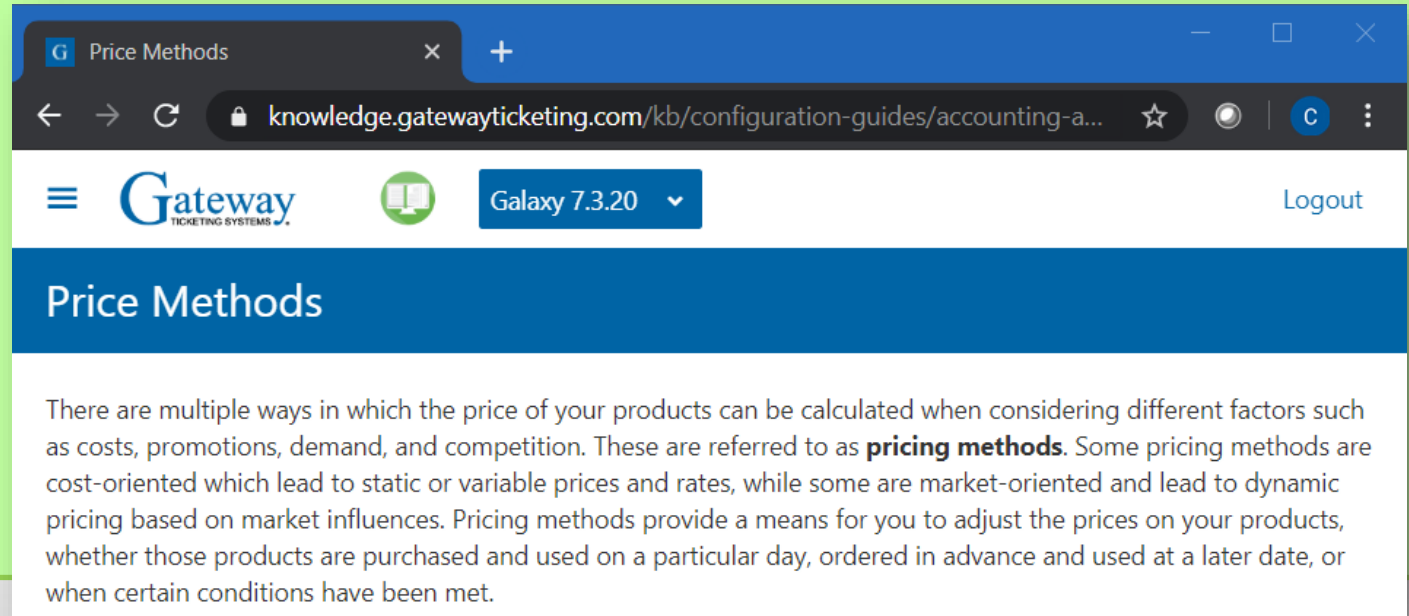 G Price Methods
knowledge.gatewayticketing.com/kb/configuration-guides/accounting-a...
C
Gateway
TICKETING SYSTEMS
Galaxy 7.3.20
Logout
Price Methods
There are multiple ways in which the price of your products can be calculated when considering different factors such
as costs, promotions, demand, and competition. These are referred to as pricing methods. Some pricing methods are
cost-oriented which lead to static or variable prices and rates, while some are market-oriented and lead to dynamic
pricing based on market influences. Pricing methods provide a means for you to adjust the prices on your products,
whether those products are purchased and used on a particular day, ordered in advance and used at a later date, or
when certain conditions have been met.